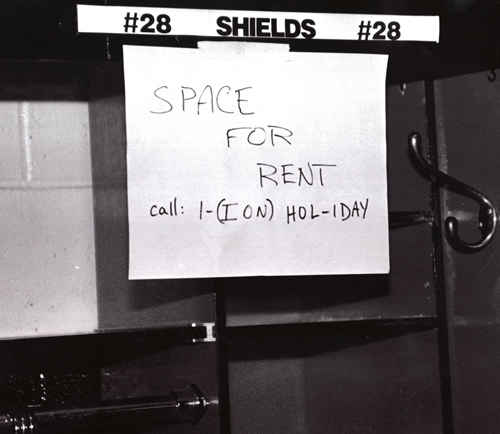 #28 SHIELDS #28
SPACE
FOR
RENT
call: 1-(I ON) HOL-IDAY